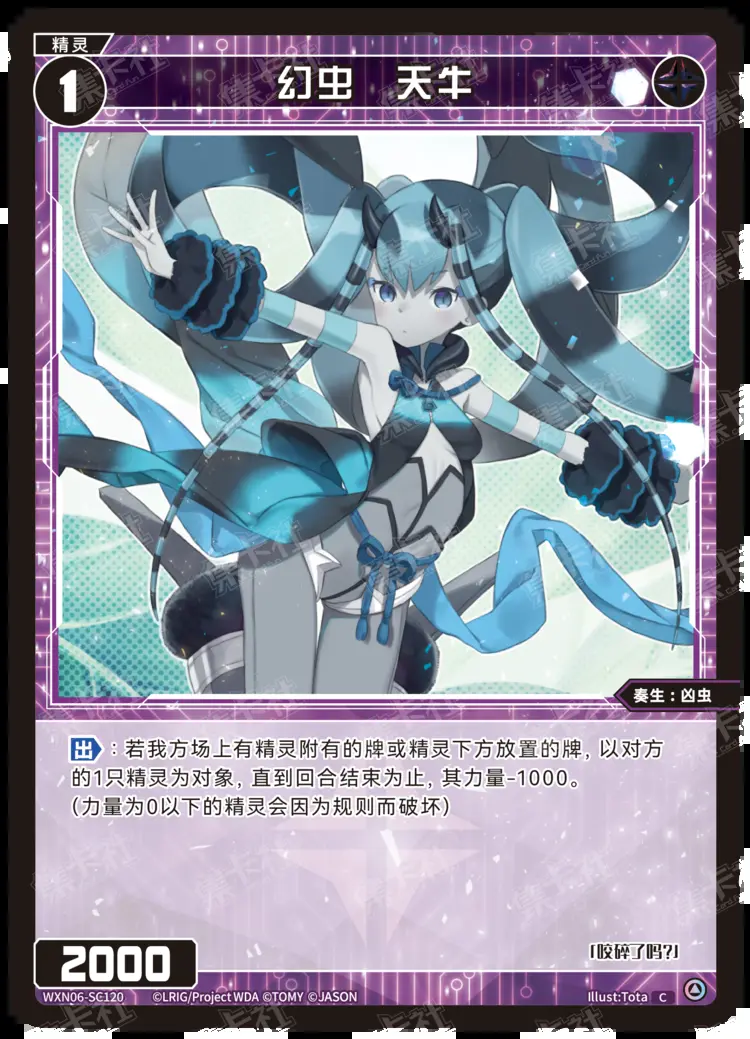 精灵
1
幻虫 天牛
奏生:凶虫
出:若我方场上有精灵附有的牌或精灵下方放置的牌, 以对方
的1只精灵为对象, 直到回合结束为止, 其力量-1000。
(力量为0以下的精灵会因为规则而破坏)
「咬碎了吗?」
2000
WXN06-SC120 ©LRIG/Project WDA ©TOMY ©JASON
Illust:Tota C
集卡社